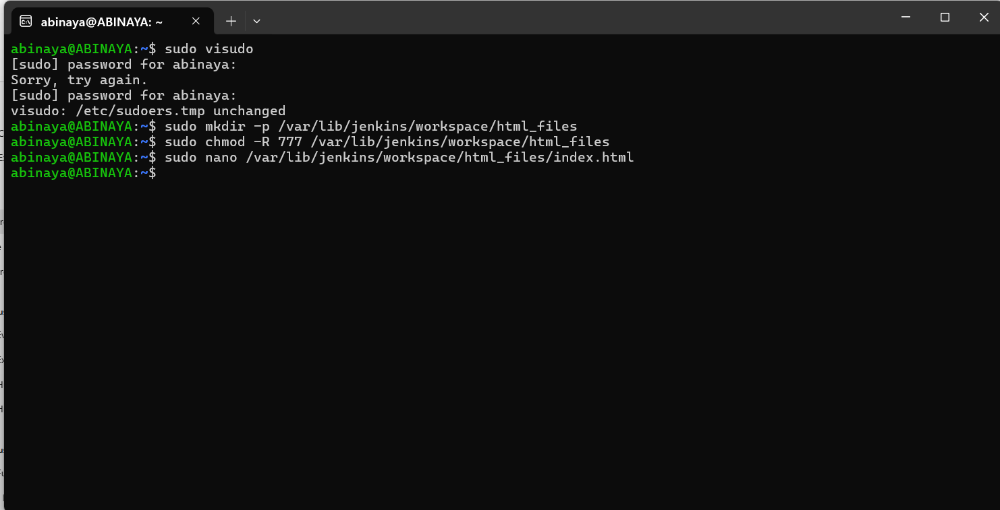 abinaya@ABINAYA: ~
abinaya@ABINAYA:~$ sudo visudo
[sudo] password for abinaya:
Sorry, try again.
[sudo] password for abinaya:
visudo: /etc/sudoers.tmp unchanged
abinaya@ABINAYA:~$ sudo mkdir -p /var/lib/jenkins/workspace/html_files
abinaya@ABINAYA:~$ sudo chmod -R 777 /var/lib/jenkins/workspace/html_files
abinaya@ABINAYA:~$ sudo nano /var/lib/jenkins/workspace/html_files/index.html
abinaya@ABINAYA:~$